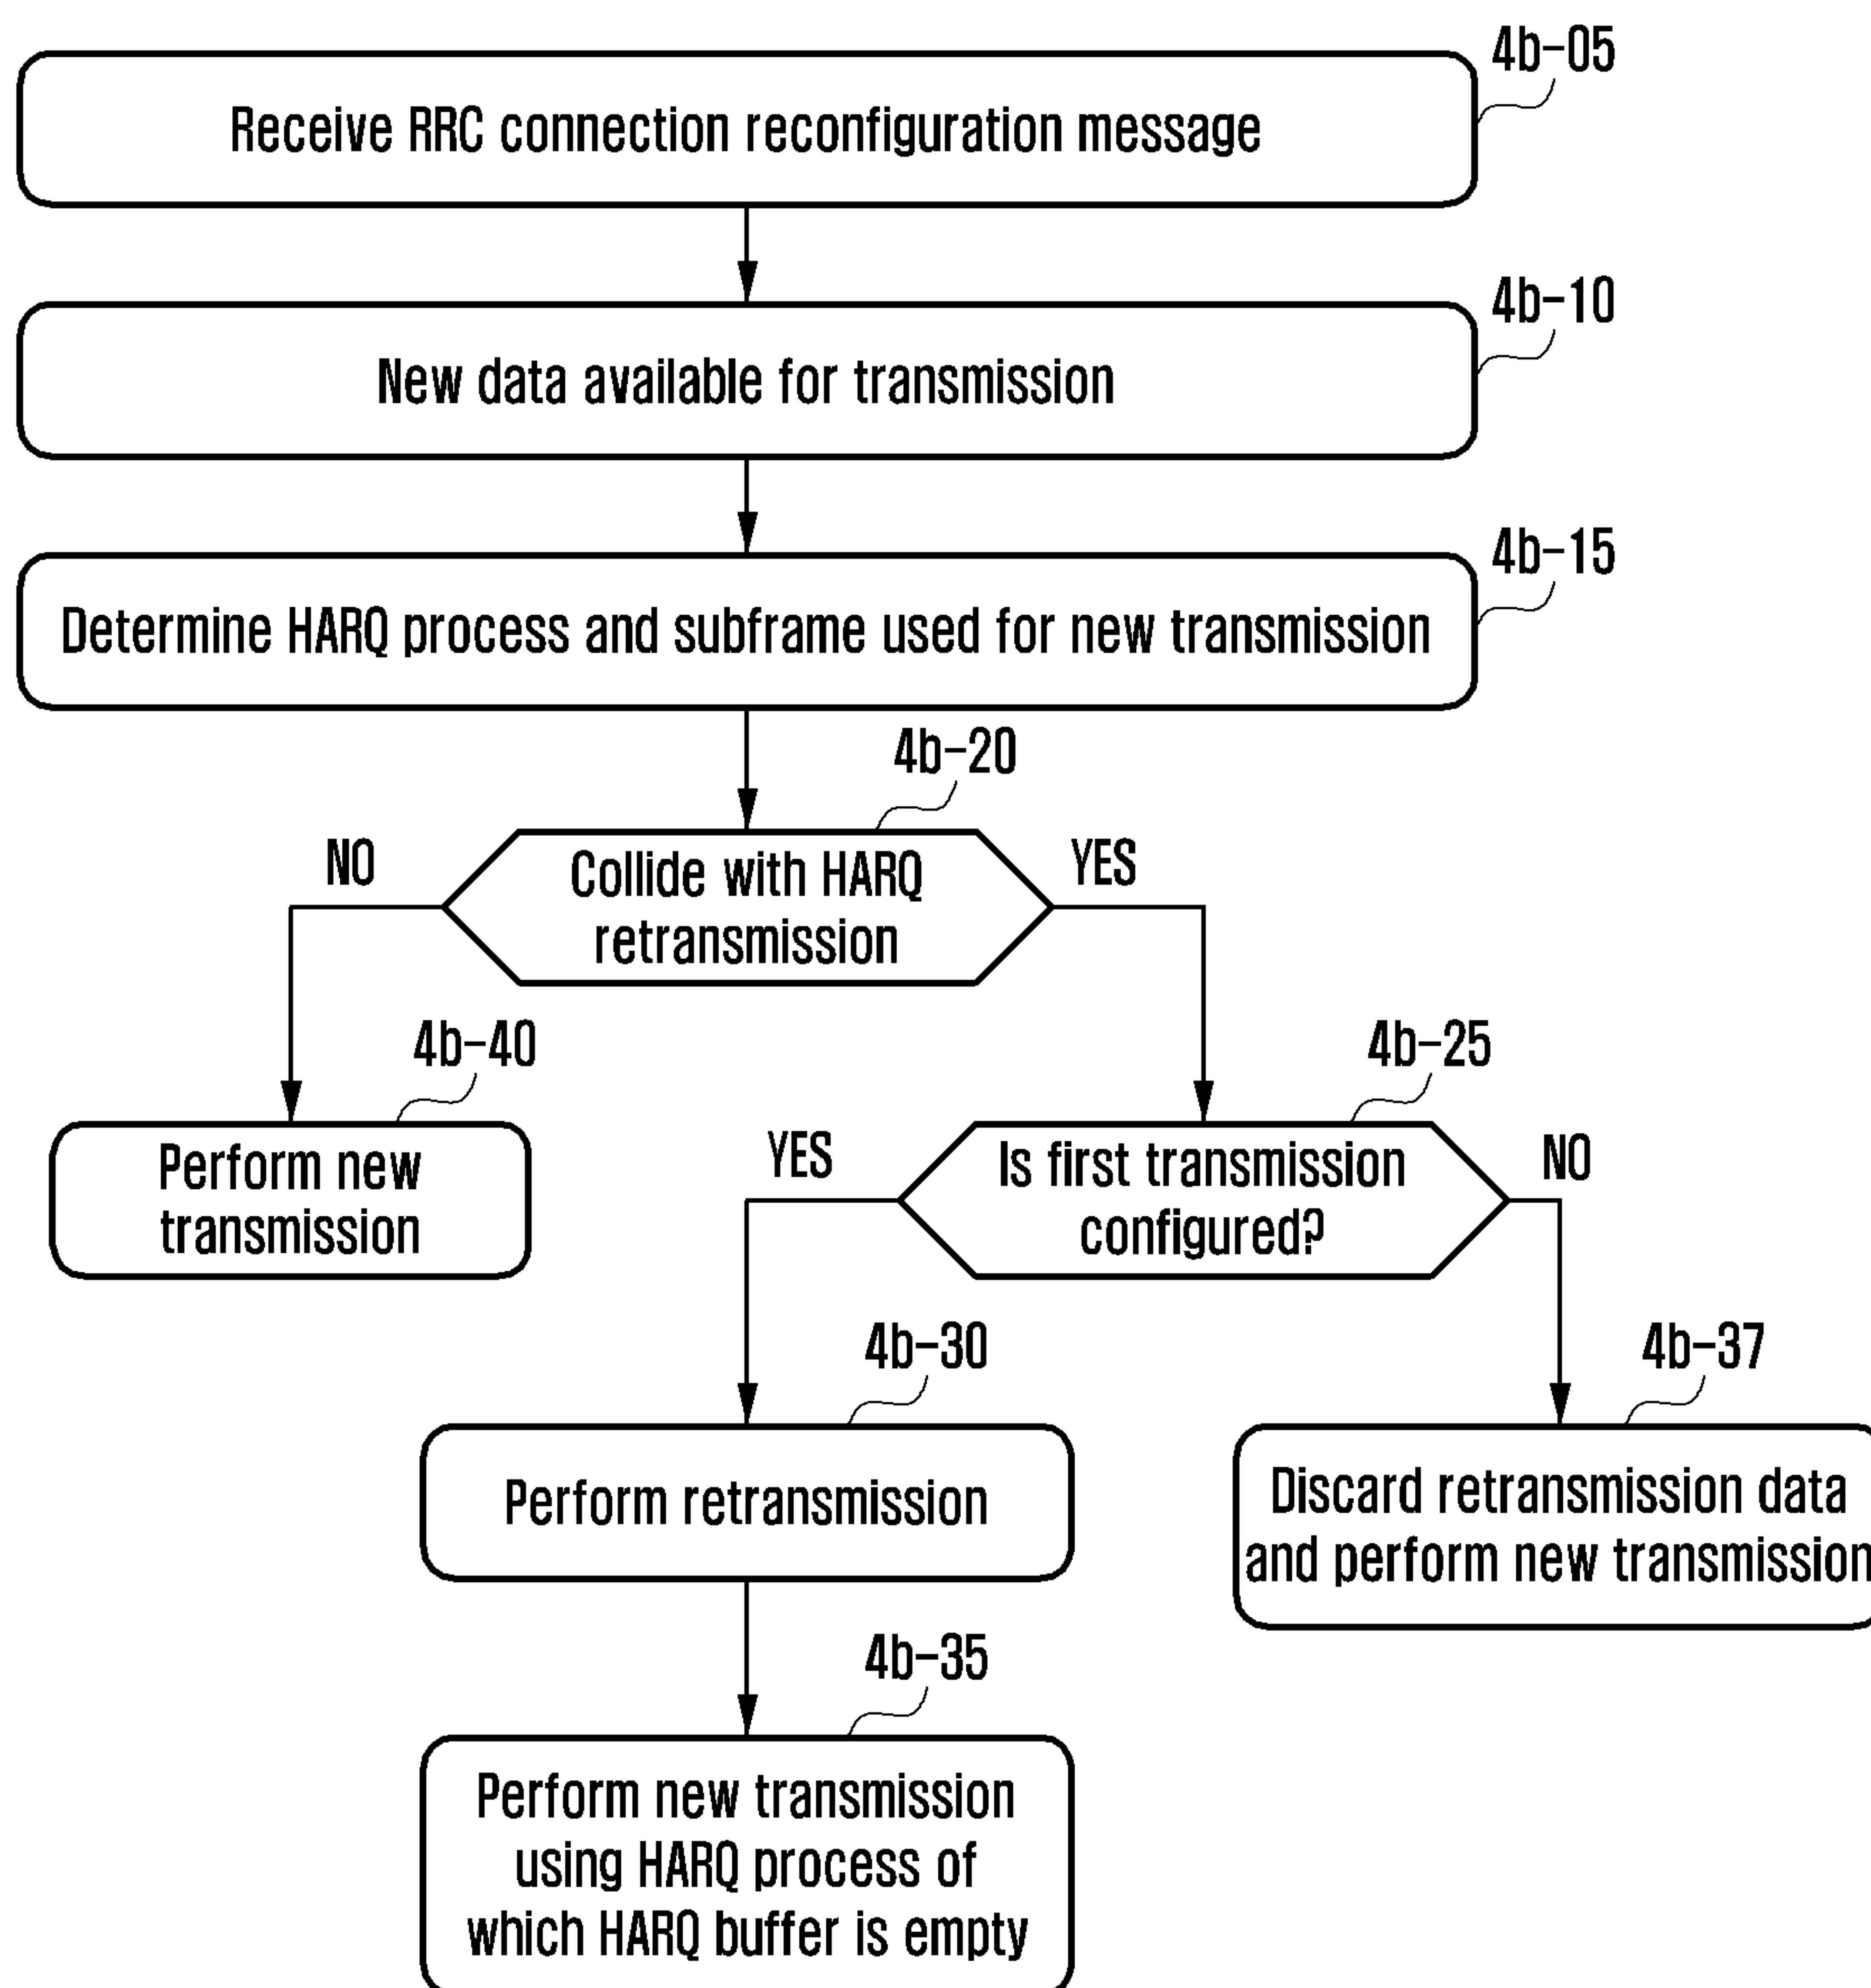 4b-05
Receive RRC connection reconfiguration message
4b-10
New data available for transmission
4b-15
Determine HARQ process and subframe used for new transmission
4b-20
NO
Collide with HARQ
retransmission
YES
4b-40
Perform new
transmission
4b-25
YES
Is first transmission
configured?
NO
4b-30
Perform retransmission
4b-37
Discard retransmission data
and perform new transmission
4b-35
Perform new transmission
using HARQ process of
which HARQ buffer is empty